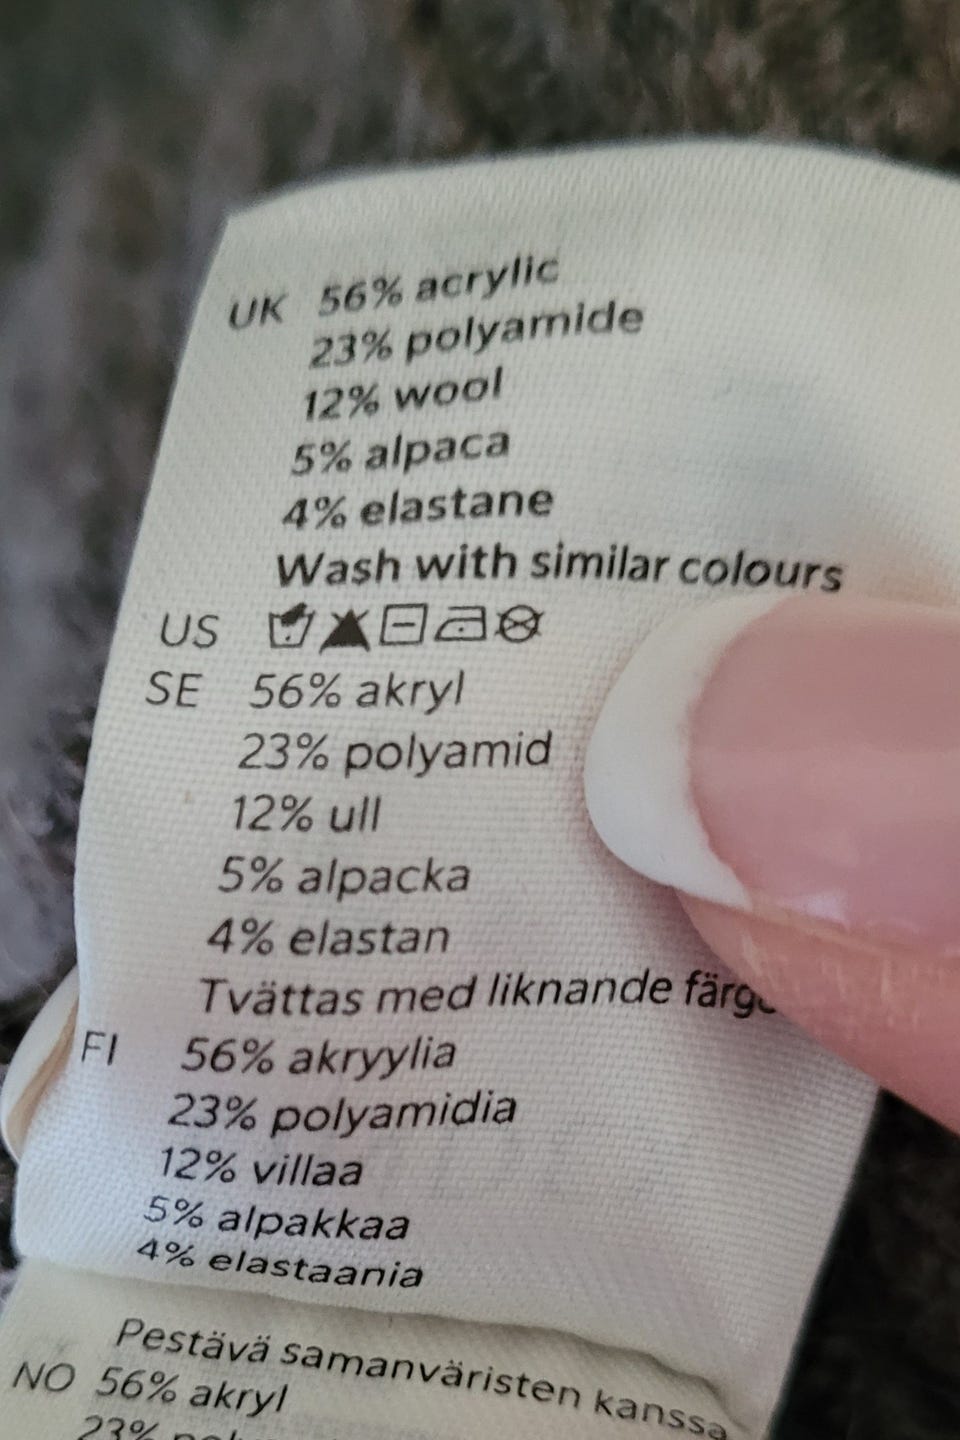 UK 56% acrylic
23% polyamide
12% wool
5% alpaca
4% elastane
Wash with similar colours
US
SE 56% akryl
23% polyamid
12% ull
5% alpacka
4% elastan
Tvättas med liknande
FI 56% akryylia
23% polyamidia
12% villaa
5% alpakkaa
4% elastaania
Pestävä samanväristen kanssa
NO 56% akryl
23%